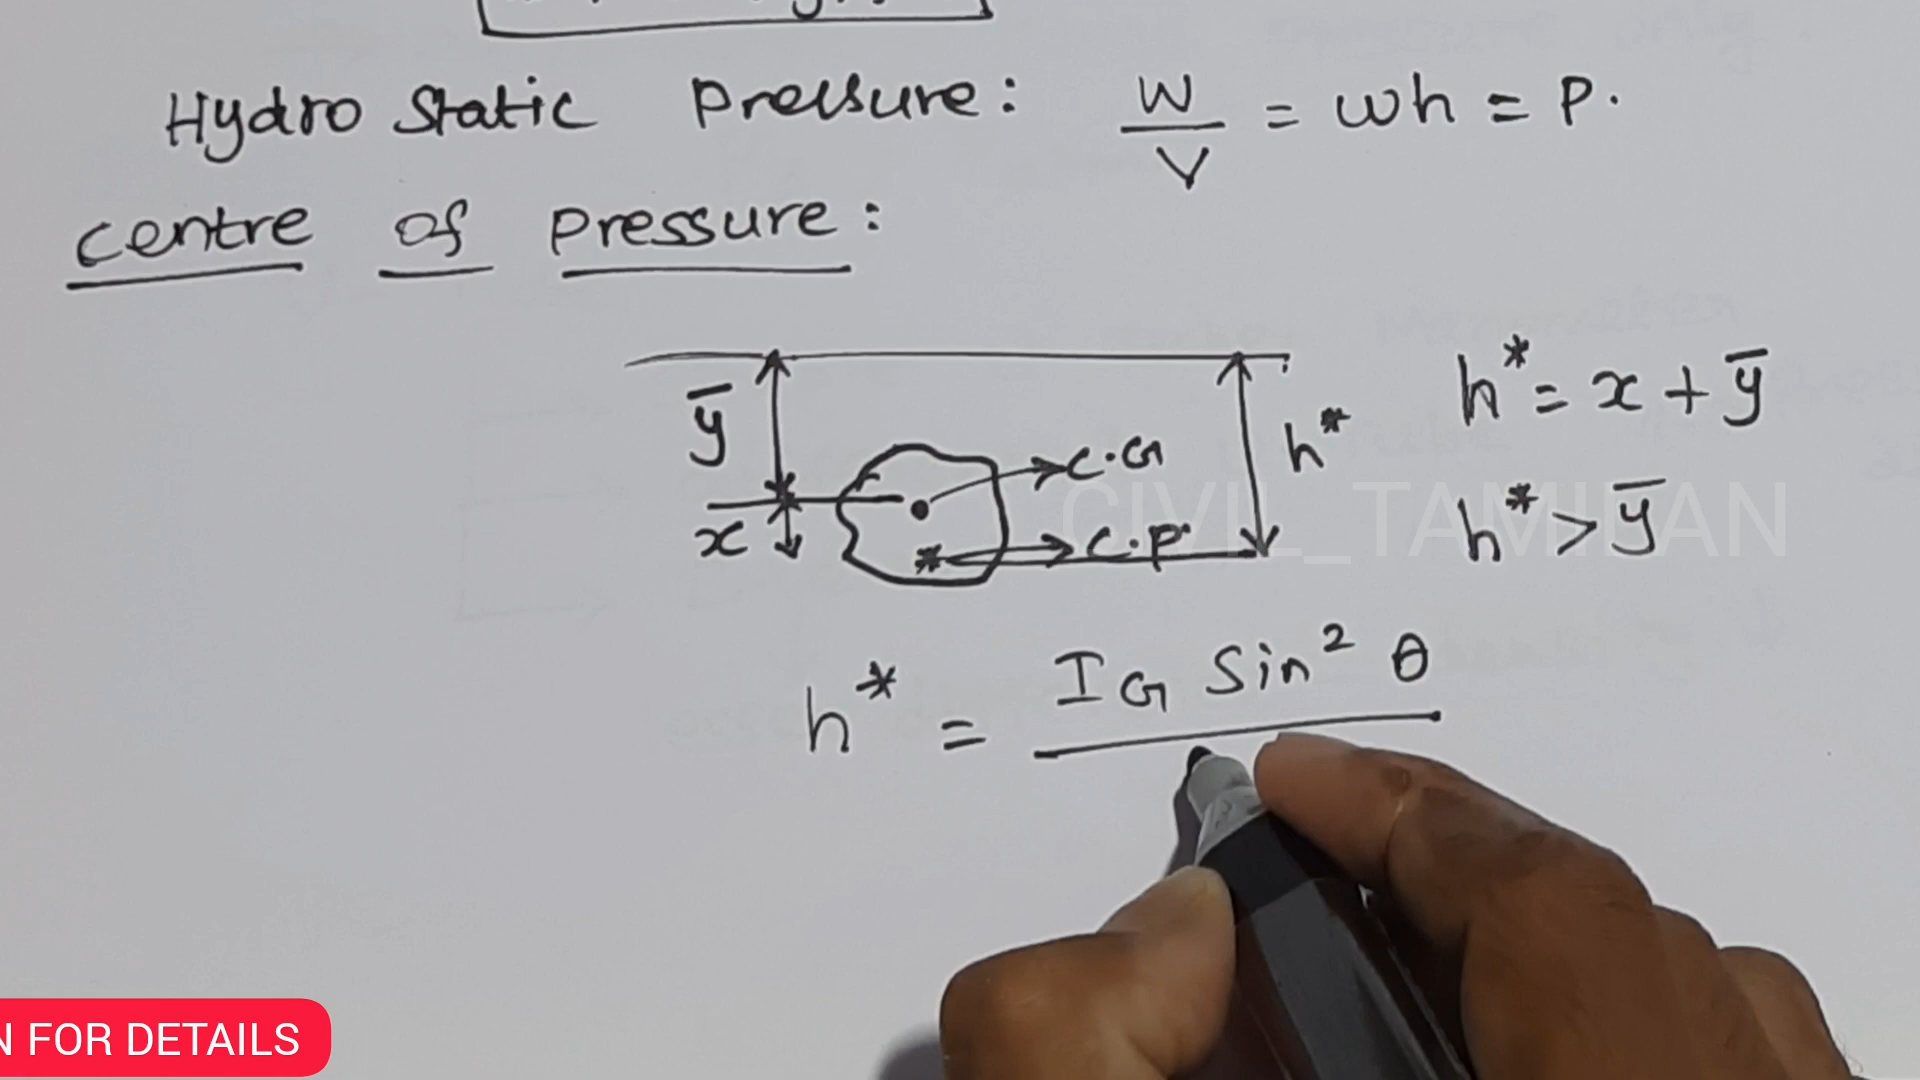 Hydro Static Pressure: W/V = wh = P.
Centre of Pressure:
ȳ
h* = x + ȳ
h*
C.G
CIVIL_TAMILAN
x
C.P.
h* > ȳ
h* = IG Sin² θ
N FOR DETAILS